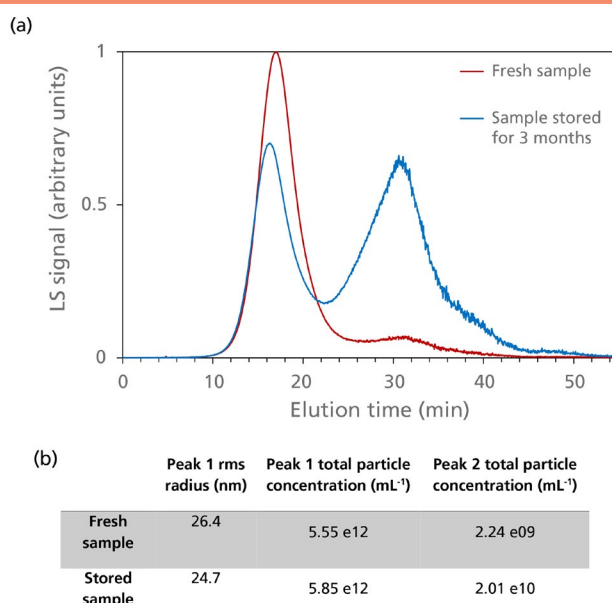 (a)
1
0.5
0
LS signal (arbitrary units)
Fresh sample
Sample stored
for 3 months
0 10 20 30 40 50
Elution time (min)
(b)
Peak 1 rms radius (nm) Peak 1 total particle concentration (mL⁻¹) Peak 2 total particle concentration (mL⁻¹)
Fresh sample 26.4 5.55 e12 2.24 e09
Stored sample 24.7 5.85 e12 2.01 e10